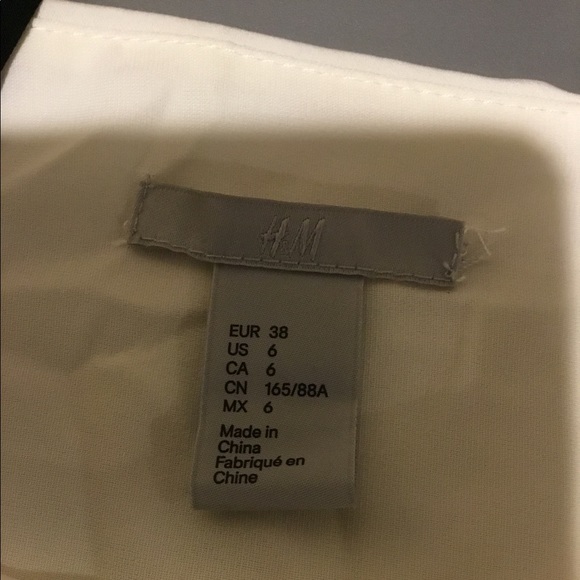 H&M
EUR 38
US 6
CA 6
CN 165/88A
MX 6
Made in
China
Fabriqué en
Chine